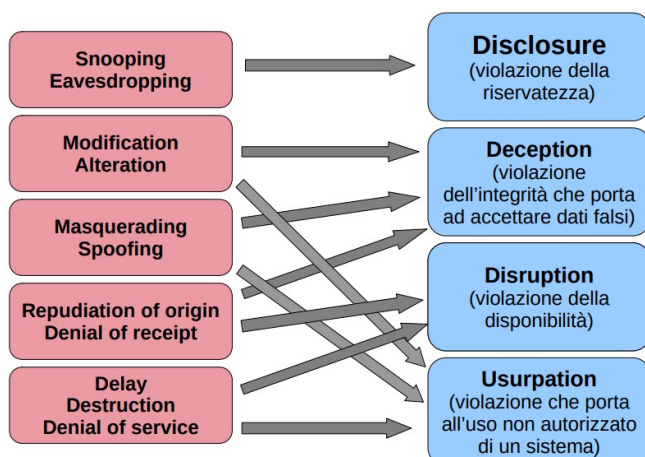 Snooping
Eavesdropping
Modification
Alteration
Masquerading
Spoofing
Repudiation of origin
Denial of receipt
Delay
Destruction
Denial of service
Disclosure
(violazione della
riservatezza)
Deception
(violazione
dell'integrità che porta
ad accettare dati falsi)
Disruption
(violazione della
disponibilità)
Usurpation
(violazione che porta
all'uso non autorizzato
di un sistema)